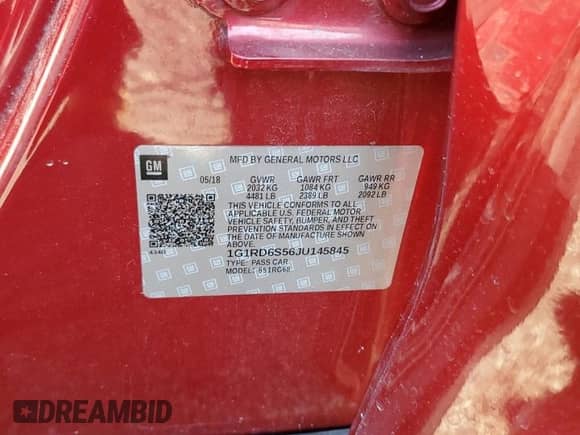 GM
MFD BY GENERAL MOTORS LLC
05/18 GVWR GAWR FRT GAWR RR
2032 KG 1084 KG 949 KG
4481 LB 2389 LB 2092 LB
THIS VEHICLE CONFORMS TO ALL
APPLICABLE U.S. FEDERAL MOTOR
VEHICLE SAFETY, BUMPER, AND THEFT
PREVENTION STANDARDS IN EFFECT ON
THE DATE OF MANUFACTURE SHOWN
ABOVE.
1G1RD6S56JU145845
TYPE: PASS CAR
MODEL:
DREAMBID